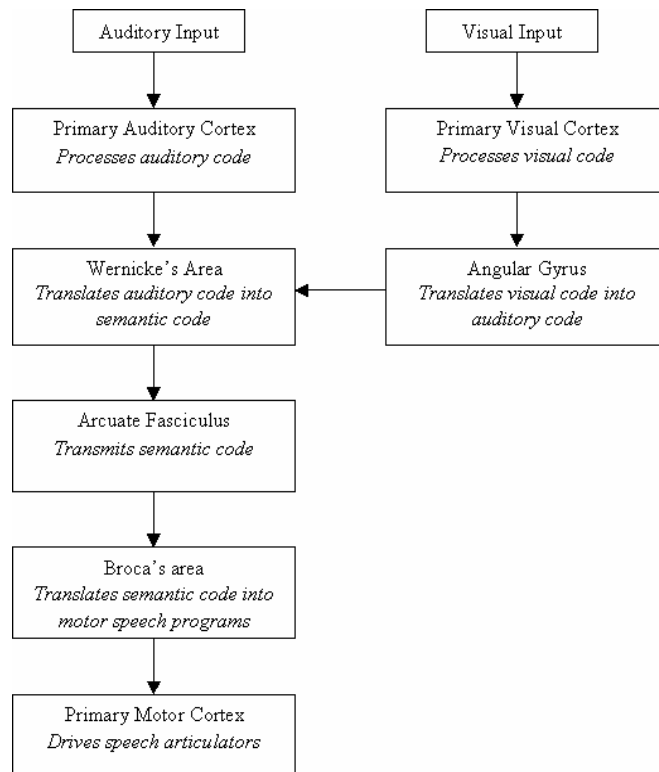 Auditory Input
Visual Input
Primary Auditory Cortex
Processes auditory code
Primary Visual Cortex
Processes visual code
Wernicke's Area
Translates auditory code into
semantic code
Angular Gyrus
Translates visual code into
auditory code
Arcuate Fasciculus
Transmits semantic code
Broca's area
Translates semantic code into
motor speech programs
Primary Motor Cortex
Drives speech articulators